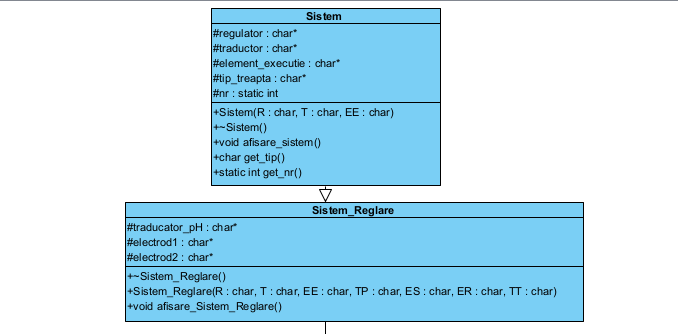 Sistem
#regulator : char*
#traductor : char*
#element_executie : char*
#tip_treapta : char*
#nr : static int
+Sistem(R : char, T : char, EE : char)
+~Sistem()
+void afisare_sistem()
+char get_tip()
+static int get_nr()
Sistem_Reglare
#traducator_pH : char*
#electrod1 : char*
#electrod2 : char*
+~Sistem_Reglare()
+Sistem_Reglare(R : char, T : char, EE : char, TP : char, ES : char, ER : char, TT : char)
+void afisare_Sistem_Reglare()